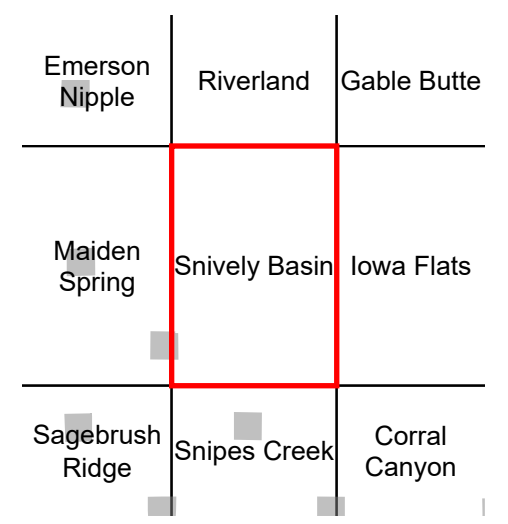 Emerson
Nipple
Riverland
Gable Butte
Maiden
Spring
Snively Basin
Iowa Flats
Sagebrush
Ridge
Snipes Creek
Corral
Canyon